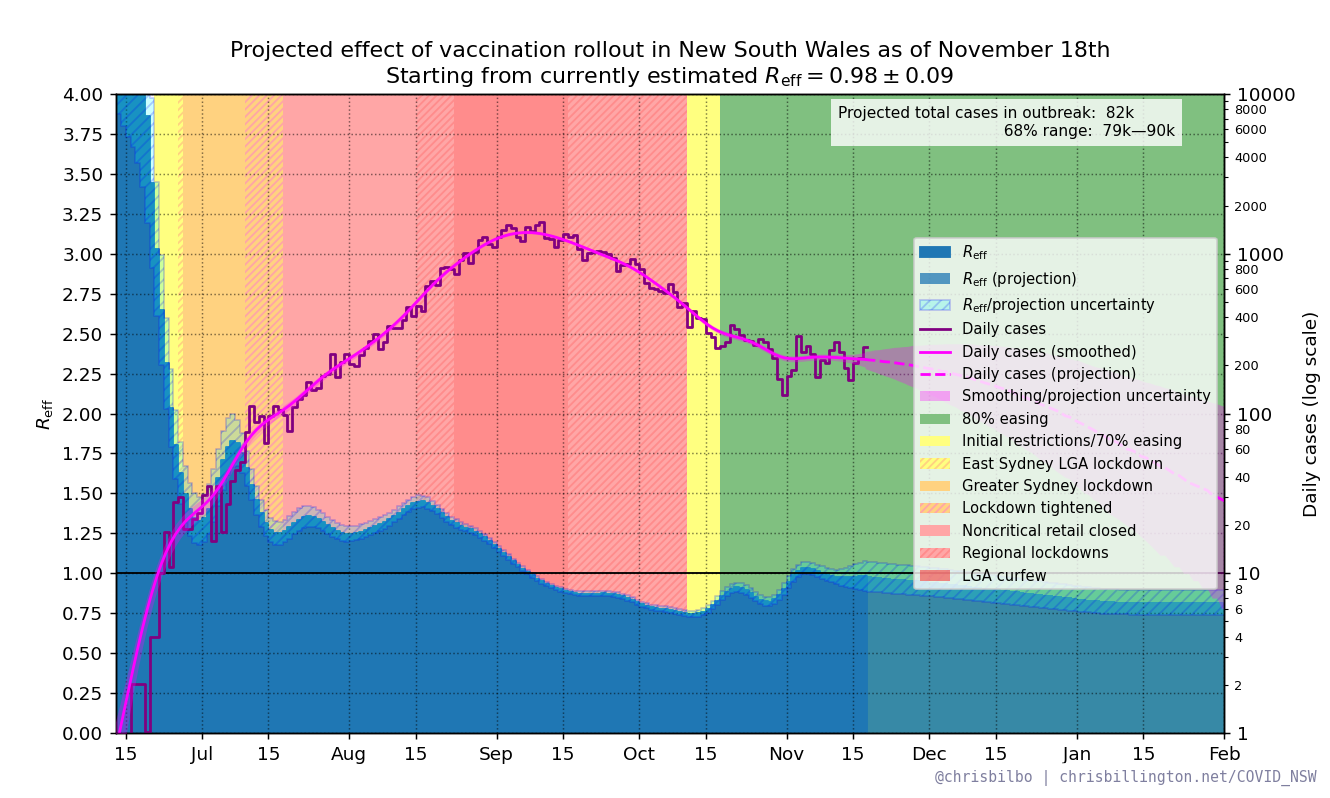 Projected effect of vaccination rollout in New South Wales as of November 18th
Starting from currently estimated R_eff = 0.98 ± 0.09
Projected total cases in outbreak: 82k
68% range: 79k—90k
4.00
3.75
3.50
3.25
3.00
2.75
2.50
2.25
2.00
1.75
1.50
1.25
1.00
0.75
0.50
0.25
0.00
R_eff
10000
8000
6000
4000
2000
1000
800
600
400
200
100
80
60
40
20
10
8
6
4
2
1
Daily cases (log scale)
R_eff
R_eff (projection)
R_eff/projection uncertainty
Daily cases
Daily cases (smoothed)
Daily cases (projection)
Smoothing/projection uncertainty
80% easing
Initial restrictions/70% easing
East Sydney LGA lockdown
Greater Sydney lockdown
Lockdown tightened
Noncritical retail closed
Regional lockdowns
LGA curfew
15 Jul 15 Aug 15 Sep 15 Oct 15 Nov 15 Dec 15 Jan 15 Feb
@chrisbilbo | chrisbillington.net/COVID_NSW